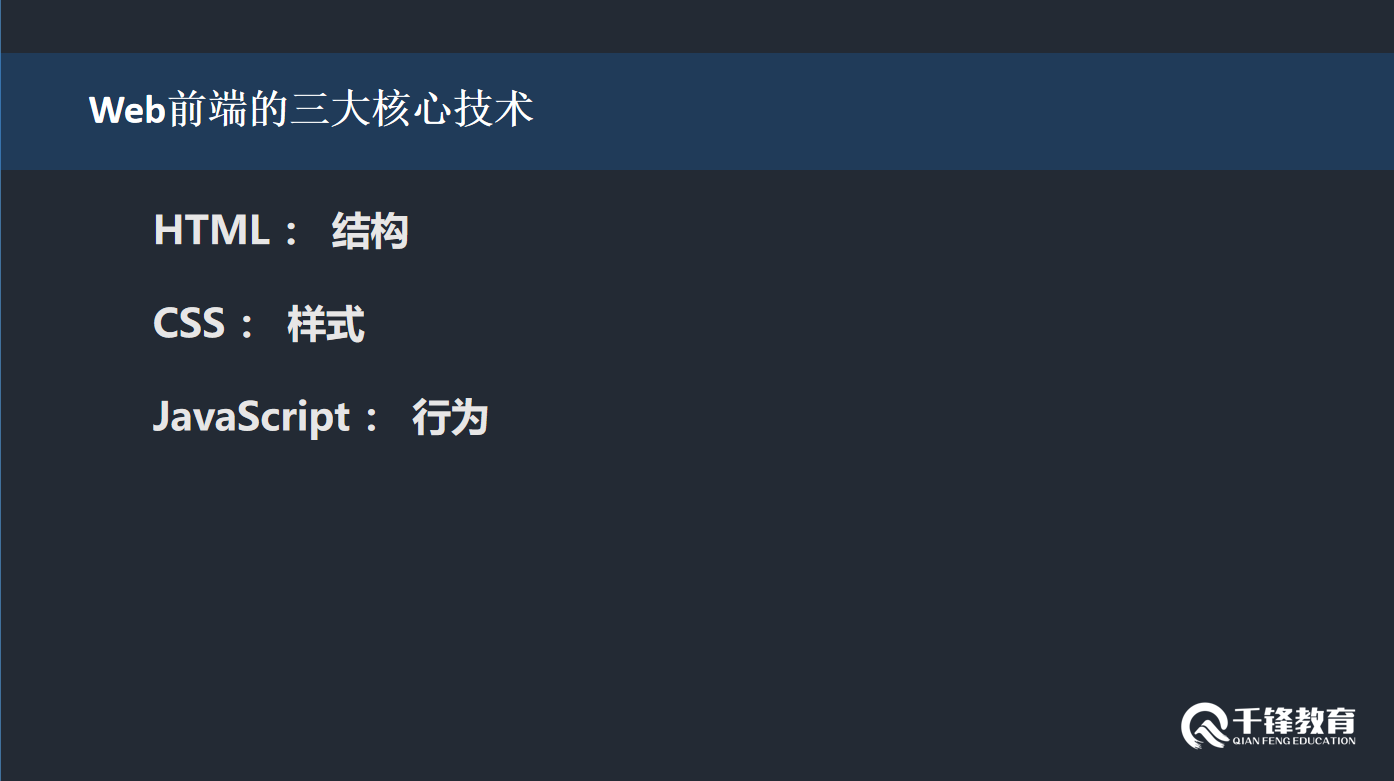 Web前端的三大核心技术
HTML： 结构
CSS： 样式
JavaScript： 行为
千锋教育
QIAN FENG EDUCATION